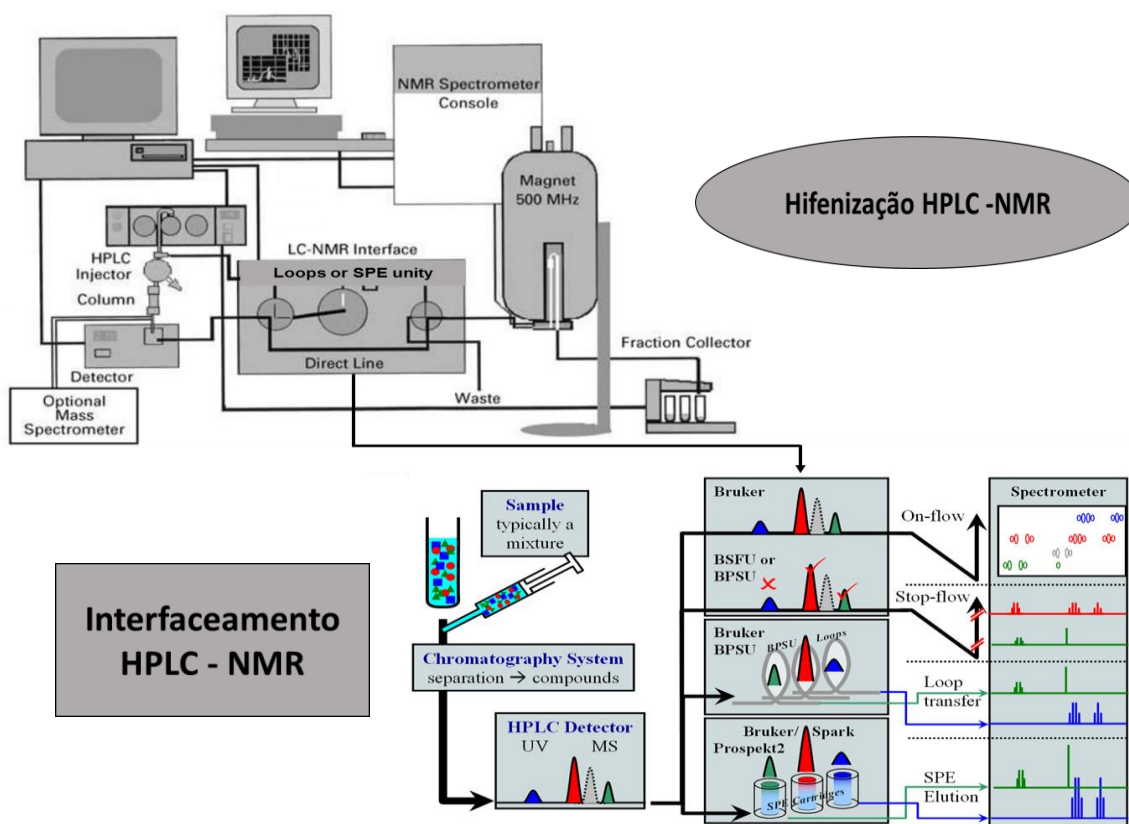 NMR Spectrometer
Console
Magnet
500 MHz
Hifenização HPLC -NMR
HPLC
Injector
LC-NMR Interface
Loops or SPE unity
Column
Detector
Direct Line
Waste
Fraction Collector
Optional
Mass
Spectrometer
Interfaceamento
HPLC - NMR
Sample
typically a
mixture
Chromatography System
separation → compounds
HPLC Detector
UV MS
Bruker
BSFU or
BPSU
Bruker
BPSU
BPSU Loops
Bruker/ Spark
Prospekt2
SPE Cartridges
On-flow
Stop-flow
Loop
transfer
SPE
Elution
Spectrometer